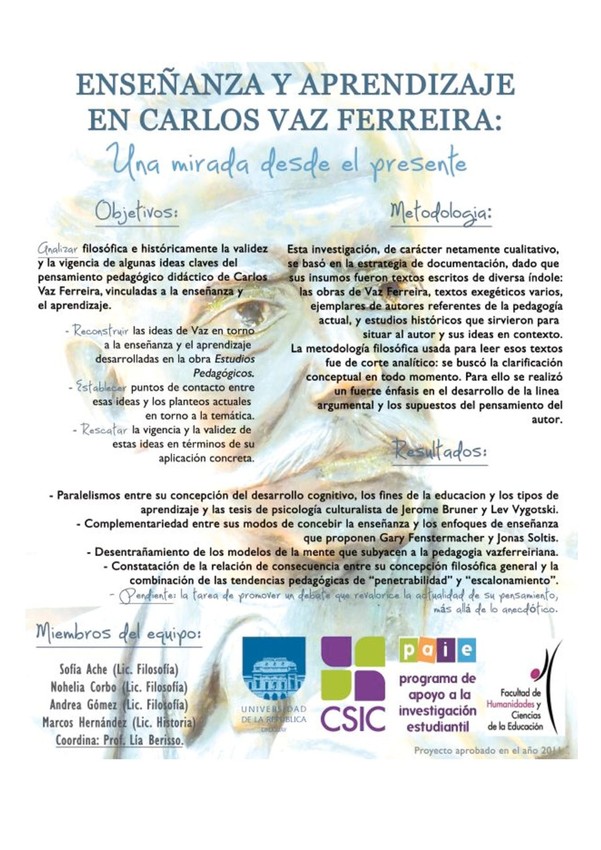 ENSEÑANZA Y APRENDIZAJE
EN CARLOS VAZ FERREIRA:
Una mirada desde el presente
Objetivos:
Analizar filosófica e históricamente la validez
y la vigencia de algunas ideas claves del
pensamiento pedagógico didáctico de Carlos
Vaz Ferreira, vinculadas a la enseñanza y
el aprendizaje.
- Reconstruir las ideas de Vaz en torno
a la enseñanza y el aprendizaje
desarrolladas en la obra Estudios
Pedagógicos.
- Establecer puntos de contacto entre
esas ideas y los planteos actuales
en torno a la temática.
- Rescatar la vigencia y la validez de
estas ideas en términos de su
aplicación concreta.
Metodologia:
Esta investigación, de carácter netamente cualitativo,
se basó en la estrategia de documentación, dado que
sus insumos fueron textos escritos de diversa índole:
las obras de Vaz Ferreira, textos exegéticos varios,
ejemplares de autores referentes de la pedagogía
actual, y estudios históricos que sirvieron para
situar al autor y sus ideas en contexto.
La metodología filosófica usada para leer esos textos
fue de corte analítico: se buscó la clarificación
conceptual en todo momento. Para ello se realizó
un fuerte énfasis en el desarrollo de la linea
argumental y los supuestos del pensamiento del
autor.
Resultados:
- Paralelismos entre su concepción del desarrollo cognitivo, los fines de la educacion y los tipos de
aprendizaje y las tesis de psicología culturalista de Jerome Bruner y Lev Vygotski.
- Complementariedad entre sus modos de concebir la enseñanza y los enfoques de enseñanza
que proponen Gary Fenstermacher y Jonas Soltis.
- Desentrañamiento de los modelos de la mente que subyacen a la pedagogia vazferreiriana.
- Constatación de la relación de consecuencia entre su concepción filosófica general y la
combinación de las tendencias pedagógicas de “penetrabilidad” y “escalonamiento”.
- Pendiente: la tarea de promover un debate que revalorice la actualidad de su pensamiento,
más allá de lo anecdótico.
Miembros del equipo:
Sofia Ache (Lic. Filosofía)
Nohelia Corbo (Lic. Filosofía)
Andrea Gómez (Lic. Filosofía)
Marcos Hernández (Lic. Historia)
Coordina: Prof. Lía Berisso.
UNIVERSIDAD
DE LA REPÚBLICA
URUGUAY
CSIC
paie
programa de
apoyo a la
investigación
estudiantil
Facultad de
Humanidades y
Ciencias
de la Educación
Proyecto aprobado en el año